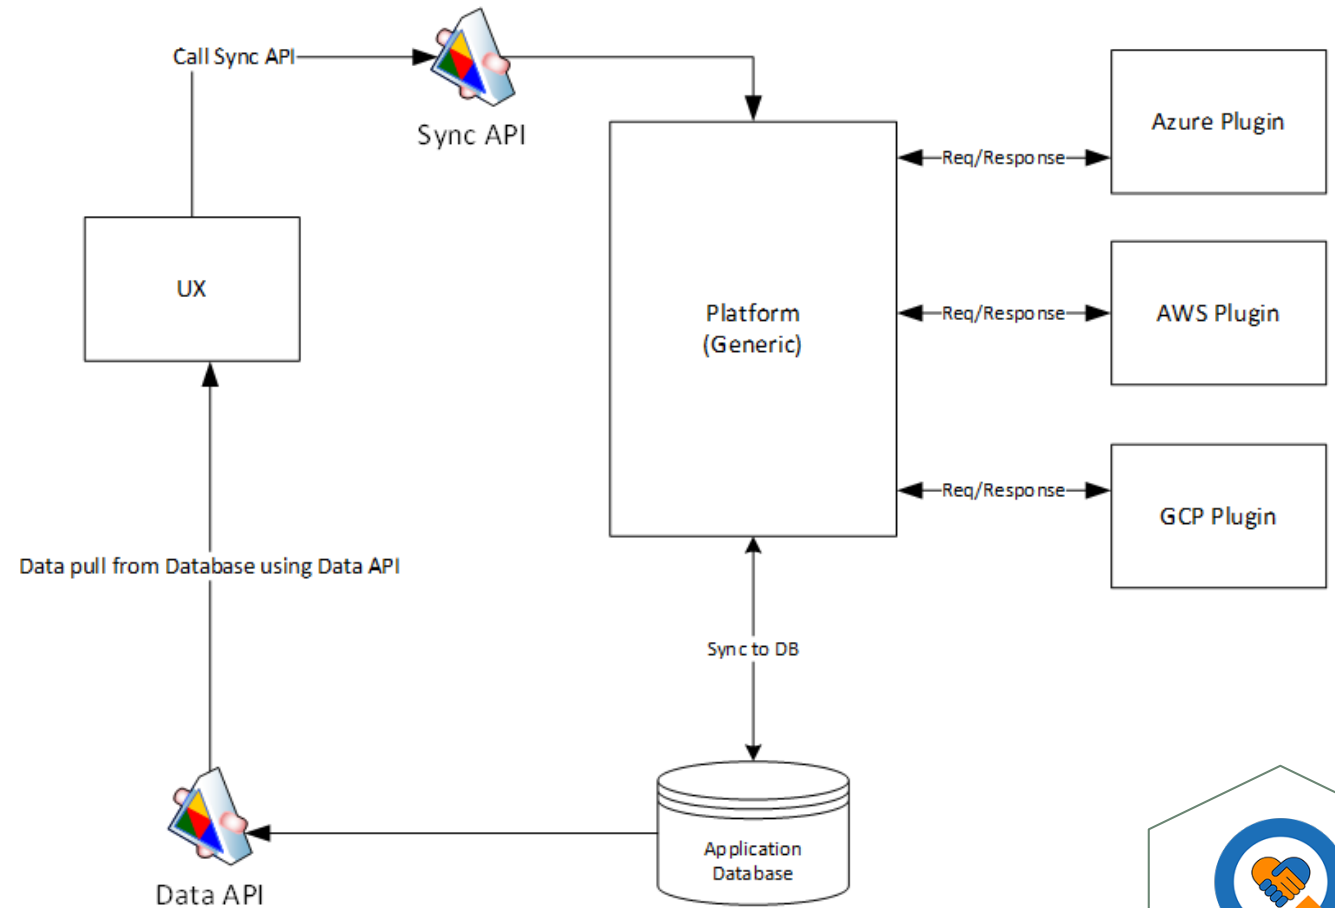 Call Sync API
Sync API
Azure Plugin
Req/Response
UX
Platform
(Generic)
Req/Response
AWS Plugin
Req/Response
GCP Plugin
Data pull from Database using Data API
Sync to DB
Application
Database
Data API